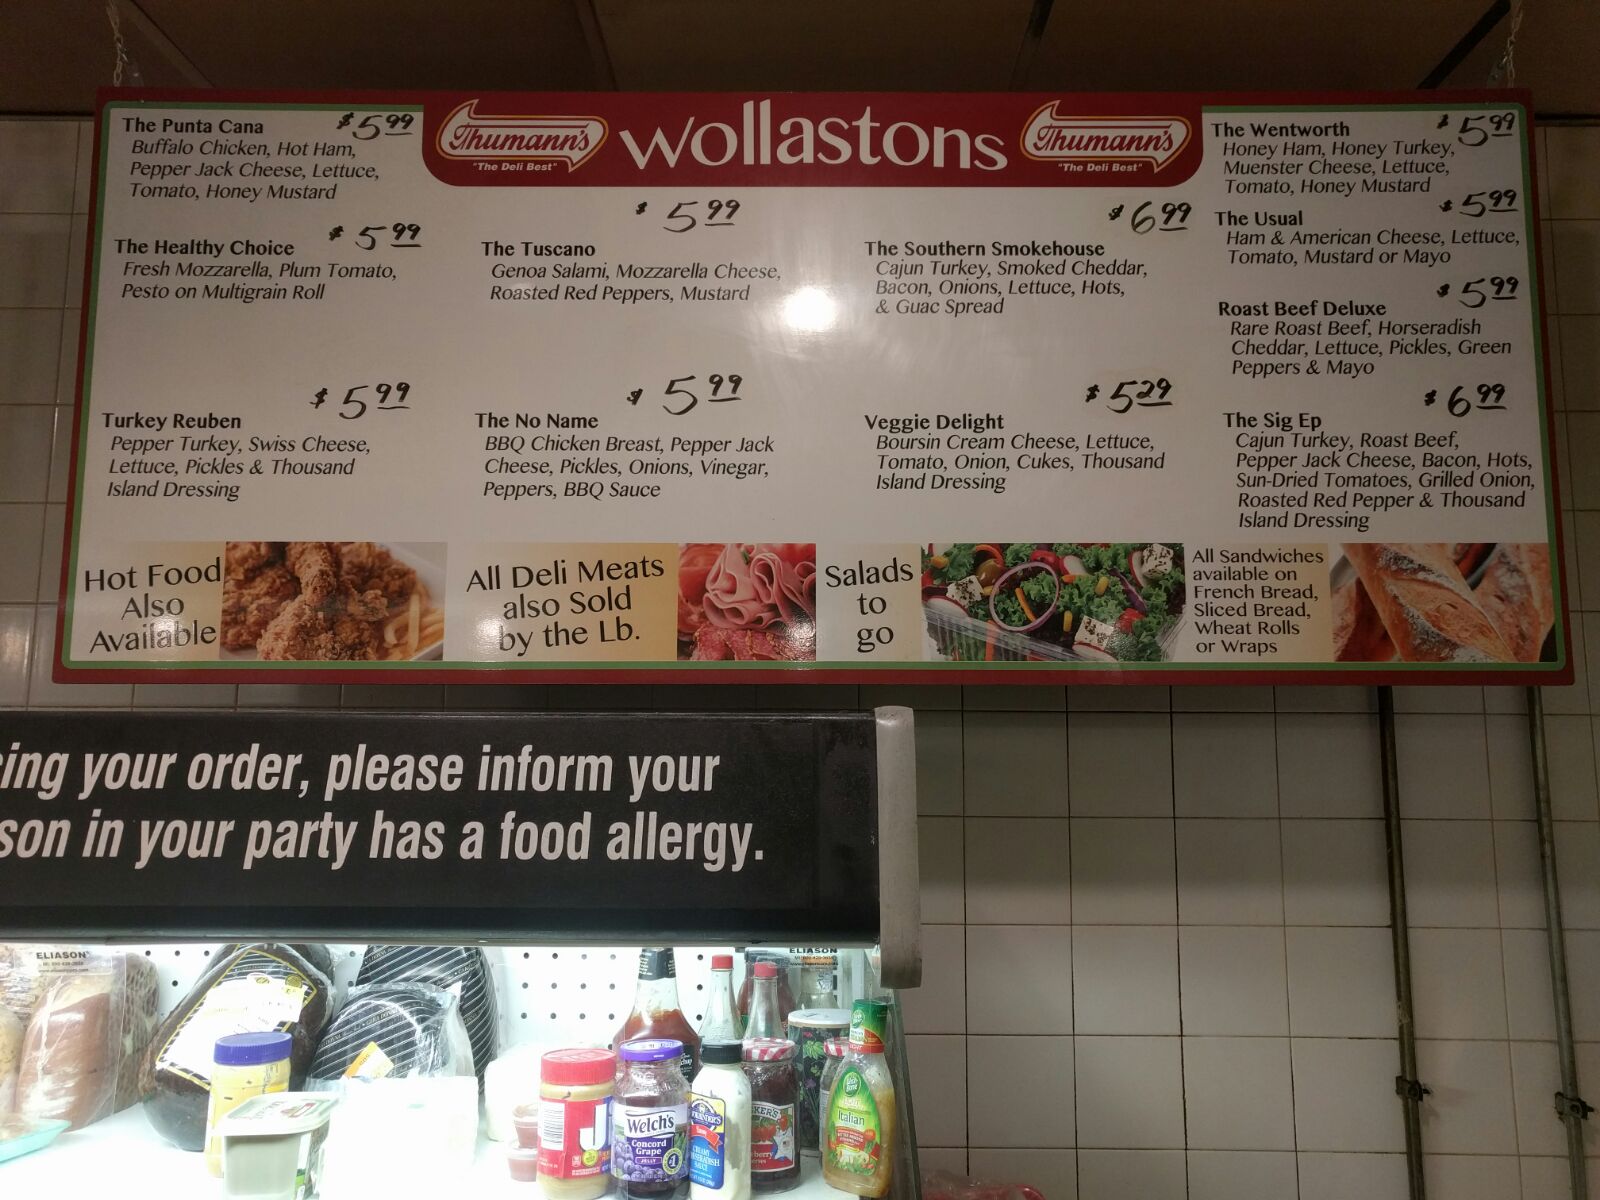 Thumann's
"The Deli Best"
wollastons
Thumann's
"The Deli Best"
The Punta Cana
$5.99
Buffalo Chicken, Hot Ham,
Pepper Jack Cheese, Lettuce,
Tomato, Honey Mustard
The Healthy Choice
$5.99
Fresh Mozzarella, Plum Tomato,
Pesto on Multigrain Roll
Turkey Reuben
$5.99
Pepper Turkey, Swiss Cheese,
Lettuce, Pickles & Thousand
Island Dressing
$5.99
The Tuscano
Genoa Salami, Mozzarella Cheese,
Roasted Red Peppers, Mustard
$5.99
The No Name
BBQ Chicken Breast, Pepper Jack
Cheese, Pickles, Onions, Vinegar,
Peppers, BBQ Sauce
$6.99
The Southern Smokehouse
Cajun Turkey, Smoked Cheddar,
Bacon, Onions, Lettuce, Hots,
& Guac Spread
$5.29
Veggie Delight
Boursin Cream Cheese, Lettuce,
Tomato, Onion, Cukes, Thousand
Island Dressing
The Wentworth
$5.99
Honey Ham, Honey Turkey,
Muenster Cheese, Lettuce,
Tomato, Honey Mustard
The Usual
$5.99
Ham & American Cheese, Lettuce,
Tomato, Mustard or Mayo
$5.99
Roast Beef Deluxe
Rare Roast Beef, Horseradish
Cheddar, Lettuce, Pickles, Green
Peppers & Mayo
$6.99
The Sig Ep
Cajun Turkey, Roast Beef,
Pepper Jack Cheese, Bacon, Hots,
Sun-Dried Tomatoes, Grilled Onion,
Roasted Red Pepper & Thousand
Island Dressing
Hot Food
Also
Available
All Deli Meats
also Sold
by the Lb.
Salads
to
go
All Sandwiches
available on
French Bread,
Sliced Bread,
Wheat Rolls
or Wraps
ing your order, please inform your
son in your party has a food allergy.
ELIASON
ELIASON
Welch's
Concord
Grape
JELLY
Italian